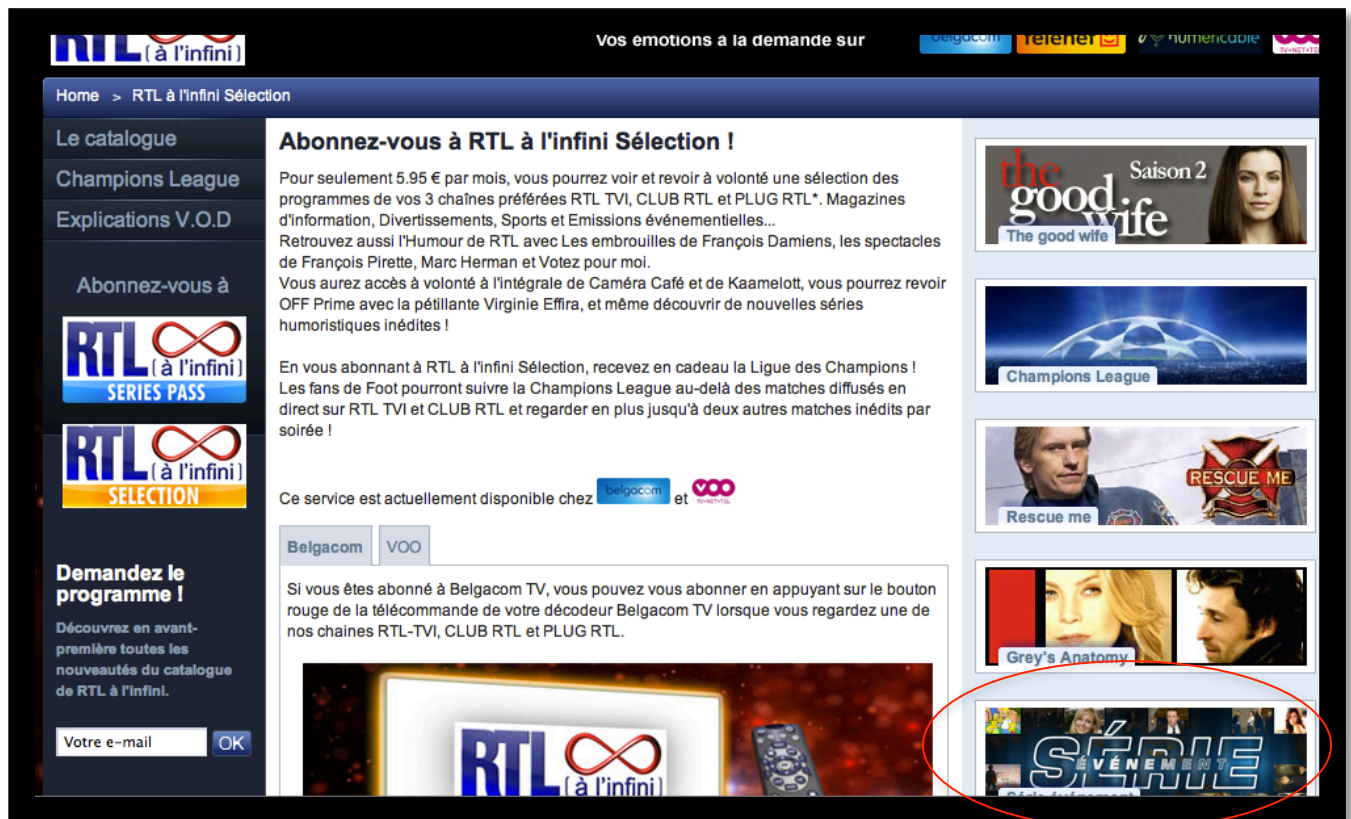 RTL (à l'infini)
Vos émotions à la demande sur
belgacom telenet numericable VOO
TV•NET•TEL
Home > RTL à l'infini Sélection
Le catalogue
Champions League
Explications V.O.D
Abonnez-vous à
RTL (à l'infini)
SERIES PASS
RTL (à l'infini)
SELECTION
Demandez le
programme !
Découvrez en avant-
première toutes les
nouveautés du catalogue
de RTL à l'infini.
Votre e-mail OK
Abonnez-vous à RTL à l'infini Sélection !
Pour seulement 5.95 € par mois, vous pourrez voir et revoir à volonté une sélection des
programmes de vos 3 chaînes préférées RTL TVI, CLUB RTL et PLUG RTL*. Magazines
d'information, Divertissements, Sports et Emissions événementielles...
Retrouvez aussi l'Humour de RTL avec Les embrouilles de François Damiens, les spectacles
de François Pirette, Marc Herman et Votez pour moi.
Vous aurez accès à volonté à l'intégrale de Caméra Café et de Kaamelott, vous pourrez revoir
OFF Prime avec la pétillante Virginie Effira, et même découvrir de nouvelles séries
humoristiques inédites !
En vous abonnant à RTL à l'infini Sélection, recevez en cadeau la Ligue des Champions !
Les fans de Foot pourront suivre la Champions League au-delà des matches diffusés en
direct sur RTL TVI et CLUB RTL et regarder en plus jusqu'à deux autres matches inédits par
soirée !
Ce service est actuellement disponible chez belgacom et VOO
TV•NET•TEL
Belgacom VOO
Si vous êtes abonné à Belgacom TV, vous pouvez vous abonner en appuyant sur le bouton
rouge de la télécommande de votre décodeur Belgacom TV lorsque vous regardez une de
nos chaines RTL-TVI, CLUB RTL et PLUG RTL.
RTL (à l'infini)
the good wife Saison 2
The good wife
Champions League
RESCUE ME
Rescue me
Grey's Anatomy
SÉRIE
ÉVÉNEMENT
Série événement